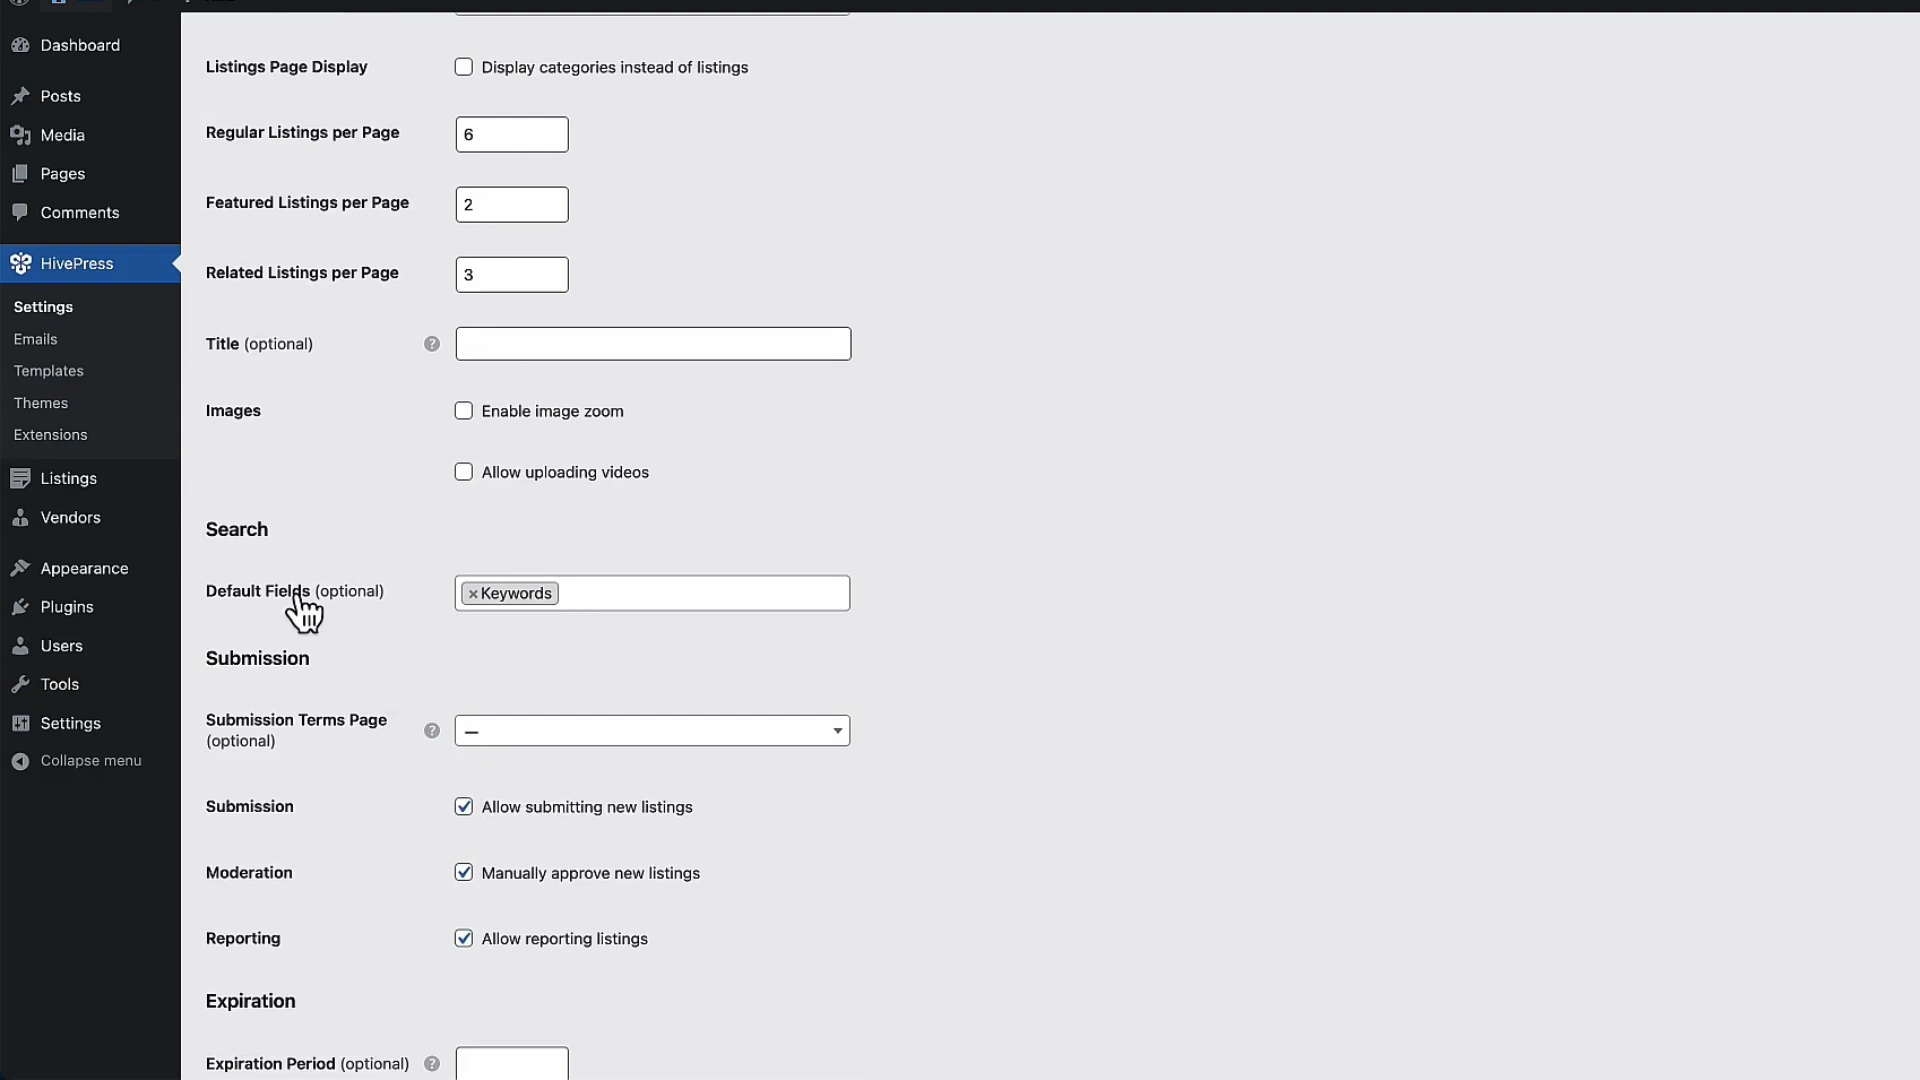 Dashboard
Posts
Media
Pages
Comments
HivePress
Settings
Emails
Templates
Themes
Extensions
Listings
Vendors
Appearance
Plugins
Users
Tools
Settings
Collapse menu
Listings Page Display
Display categories instead of listings
Regular Listings per Page
6
Featured Listings per Page
2
Related Listings per Page
3
Title (optional)
?
Images
Enable image zoom
Allow uploading videos
Search
Default Fields (optional)
×Keywords
Submission
Submission Terms Page
(optional)
?
—
Submission
Allow submitting new listings
Moderation
Manually approve new listings
Reporting
Allow reporting listings
Expiration
Expiration Period (optional)
?